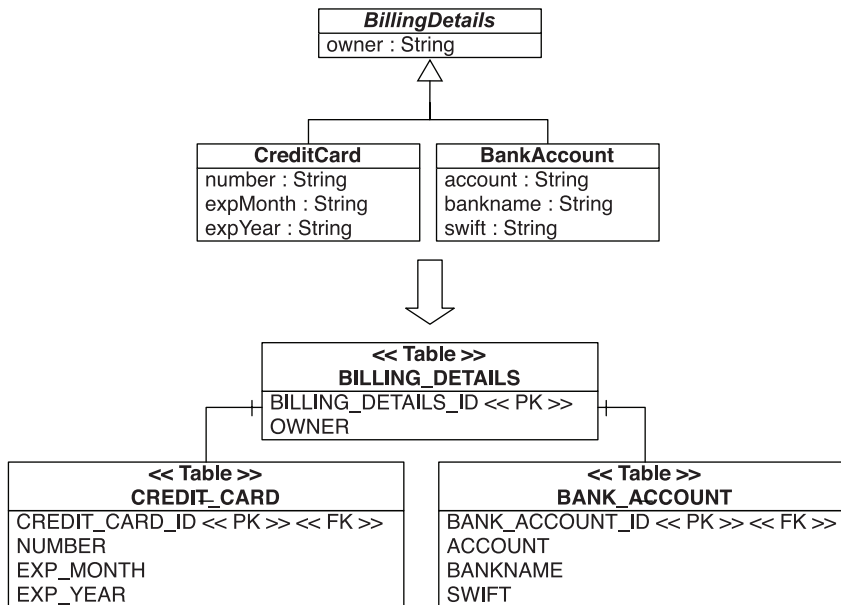 BillingDetails
owner : String
CreditCard
number : String
expMonth : String
expYear : String
BankAccount
account : String
bankname : String
swift : String
<< Table >>
BILLING_DETAILS
BILLING_DETAILS_ID << PK >>
OWNER
<< Table >>
CREDIT_CARD
CREDIT_CARD_ID << PK >> << FK >>
NUMBER
EXP_MONTH
EXP_YEAR
<< Table >>
BANK_ACCOUNT
BANK_ACCOUNT_ID << PK >> << FK >>
ACCOUNT
BANKNAME
SWIFT